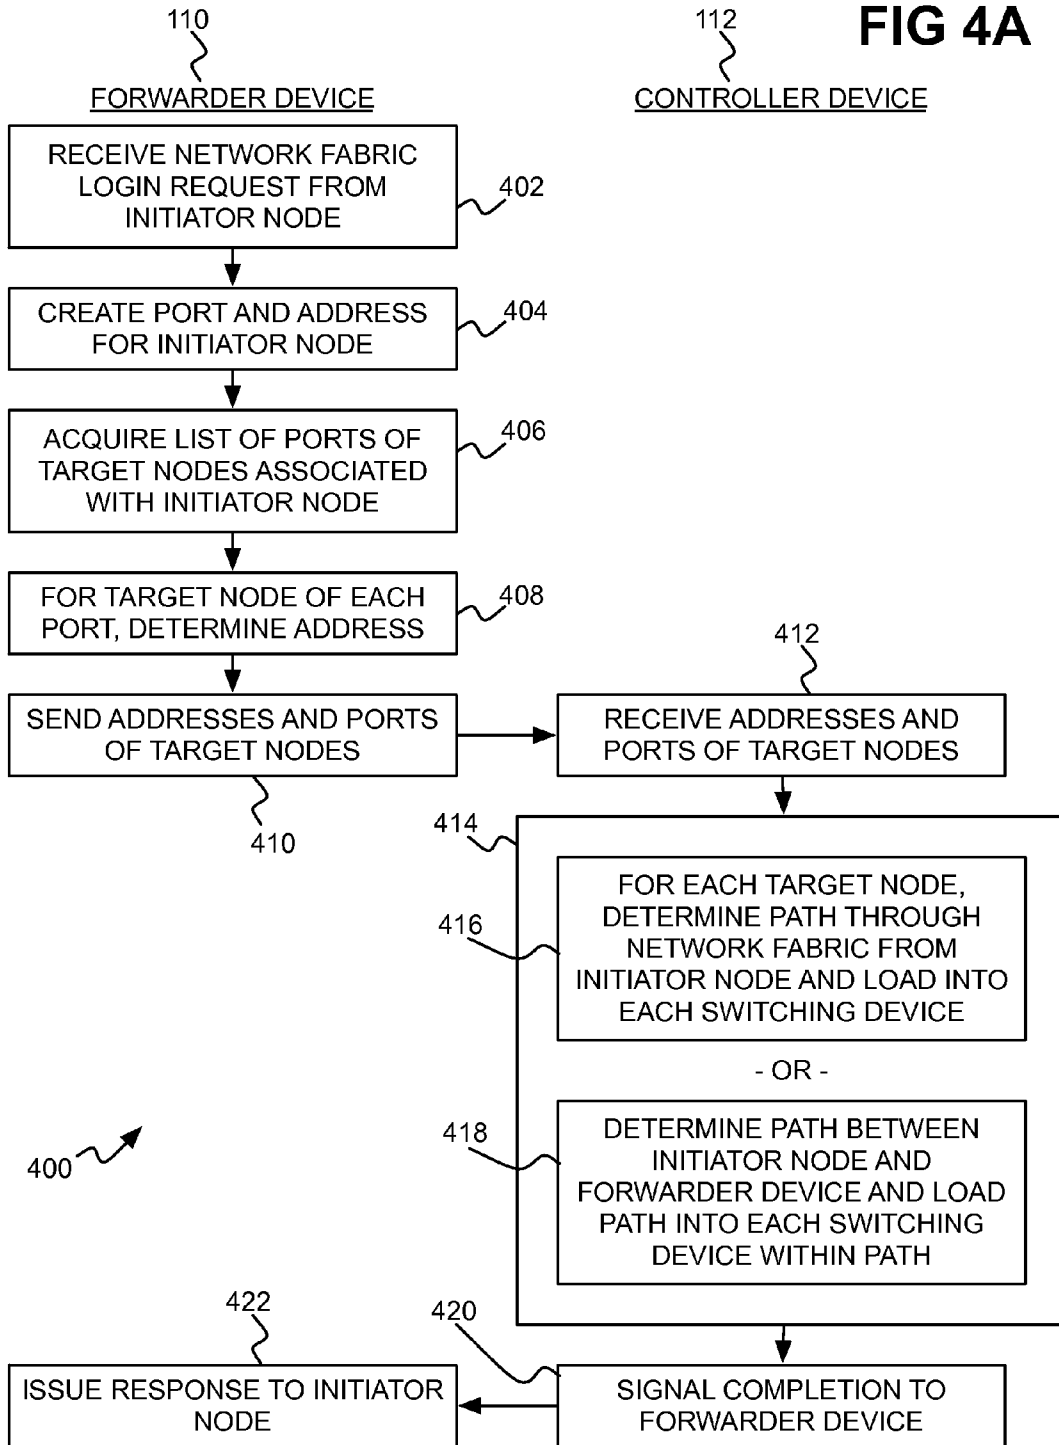 110
112
FIG 4A
FORWARDER DEVICE
CONTROLLER DEVICE
RECEIVE NETWORK FABRIC
LOGIN REQUEST FROM
INITIATOR NODE
402
CREATE PORT AND ADDRESS
FOR INITIATOR NODE
404
ACQUIRE LIST OF PORTS OF
TARGET NODES ASSOCIATED
WITH INITIATOR NODE
406
FOR TARGET NODE OF EACH
PORT, DETERMINE ADDRESS
408
SEND ADDRESSES AND PORTS
OF TARGET NODES
410
412
RECEIVE ADDRESSES AND
PORTS OF TARGET NODES
414
416
FOR EACH TARGET NODE,
DETERMINE PATH THROUGH
NETWORK FABRIC FROM
INITIATOR NODE AND LOAD INTO
EACH SWITCHING DEVICE
- OR -
418
DETERMINE PATH BETWEEN
INITIATOR NODE AND
FORWARDER DEVICE AND LOAD
PATH INTO EACH SWITCHING
DEVICE WITHIN PATH
400
420
SIGNAL COMPLETION TO
FORWARDER DEVICE
422
ISSUE RESPONSE TO INITIATOR
NODE